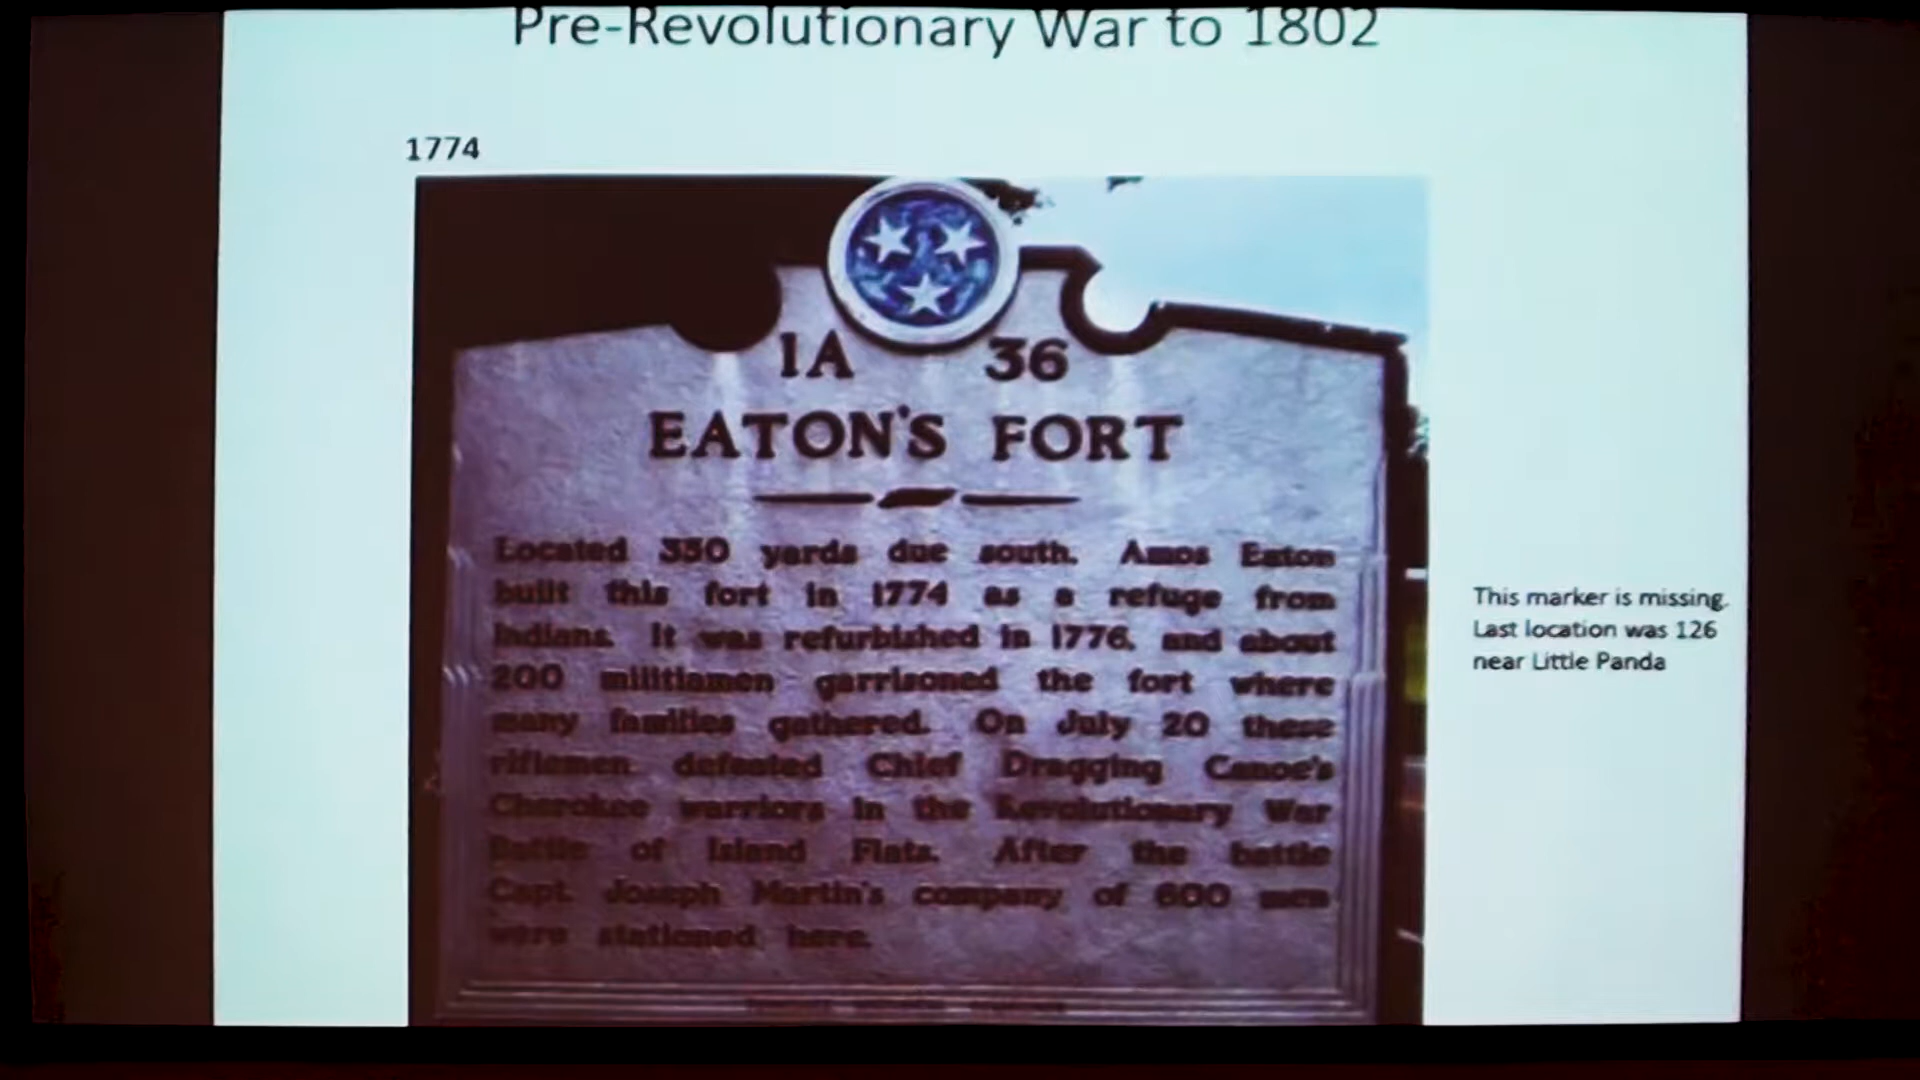 Pre-Revolutionary War to 1802
1774
1A 36
EATON'S FORT
Located 350 yards due south. Amos Eaton
built this fort in 1774 as a refuge from
Indians. It was refurbished in 1776, and about
200 militiamen garrisoned the fort where
many families gathered. On July 20 these
riflemen defeated Chief Dragging Canoe's
Cherokee warriors in the Revolutionary War
Battle of Island Flats. After the battle
Capt. Joseph Martin's company of 600 men
were stationed here.
This marker is missing.
Last location was 126
near Little Panda